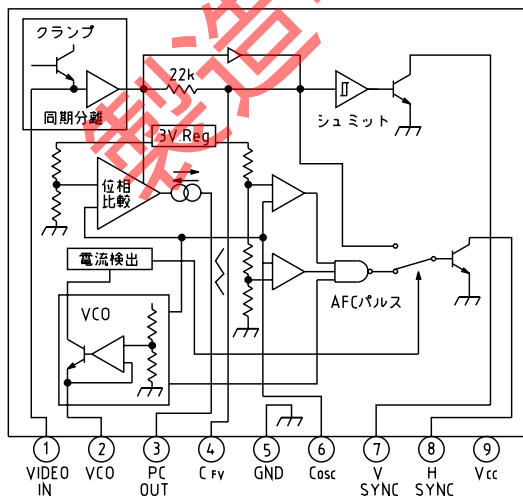 クランプ
同期分離
22k
シュミット
3V Reg
位相
比較
電流検出
VCO
AFCパルス
1 2 3 4 5 6 7 8 9
VIDEO IN
VCO
PC OUT
CFV
GND
Cosc
V SYNC
H SYNC
Vcc
製造